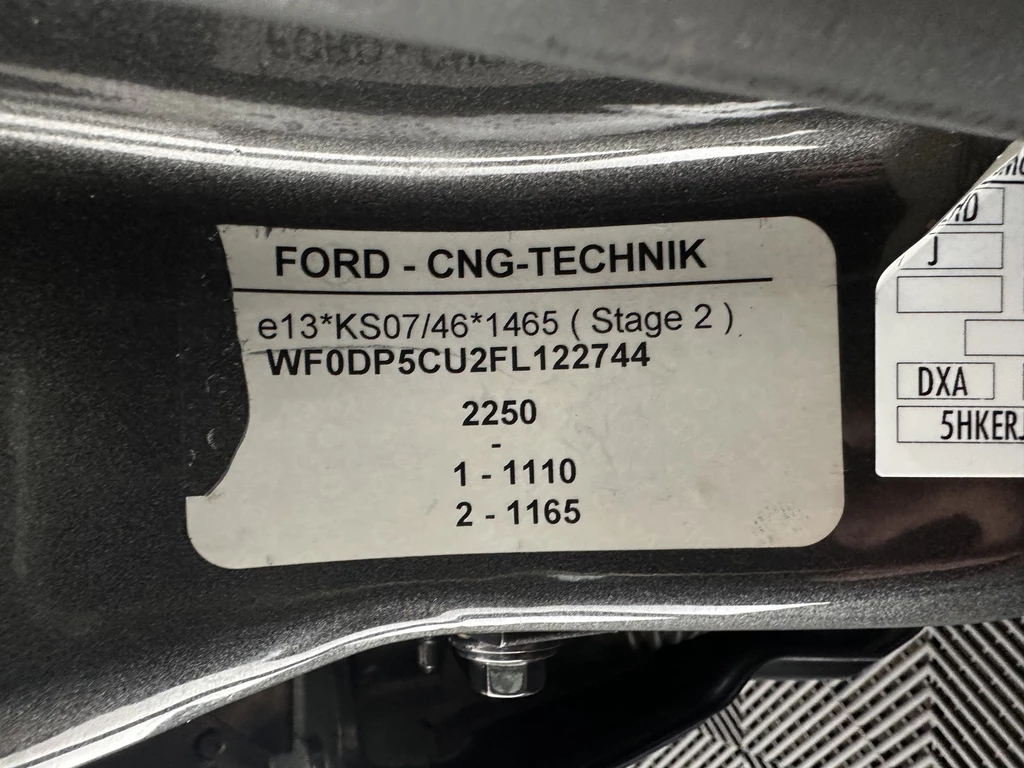 FORD - CNG-TECHNIK
e13*KS07/46*1465 ( Stage 2 )
WF0DP5CU2FL122744
2250
-
1 - 1110
2 - 1165
J
DXA
5HKERJ